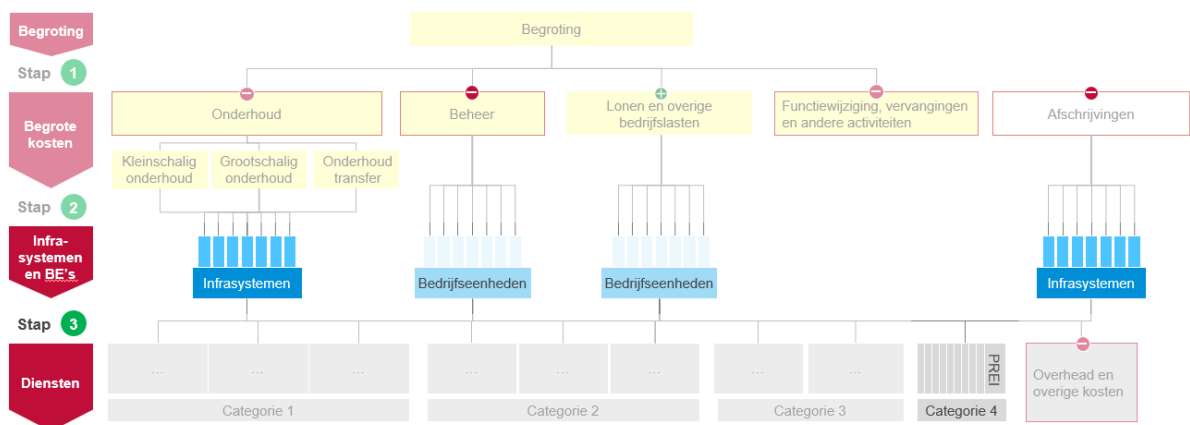 Begroting
Begroting
Stap 1
Begrote
kosten
Onderhoud
Beheer
Lonen en overige
bedrijfslasten
Functiewijziging, vervangingen
en andere activiteiten
Afschrijvingen
Kleinschalig
onderhoud
Grootschalig
onderhoud
Onderhoud
transfer
Stap 2
Infra-
systemen
en BE's
Infrasystemen
Bedrijfseenheden
Bedrijfseenheden
Infrasystemen
Stap 3
Diensten
...
...
...
...
...
...
...
...
PREI
Overhead en
overige kosten
Categorie 1
Categorie 2
Categorie 3
Categorie 4